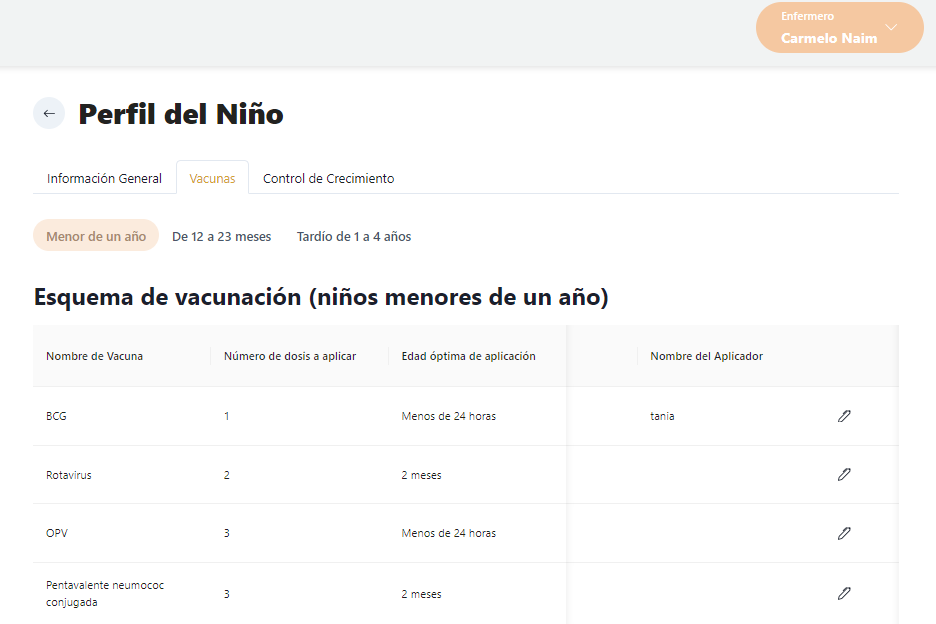 Enfermero
Carmelo Naim
Perfil del Niño
Información General Vacunas Control de Crecimiento
Menor de un año De 12 a 23 meses Tardío de 1 a 4 años
Esquema de vacunación (niños menores de un año)
Nombre de Vacuna Número de dosis a aplicar Edad óptima de aplicación Nombre del Aplicador
BCG 1 Menos de 24 horas tania
Rotavirus 2 2 meses
OPV 3 Menos de 24 horas
Pentavalente neumococ
conjugada 3 2 meses